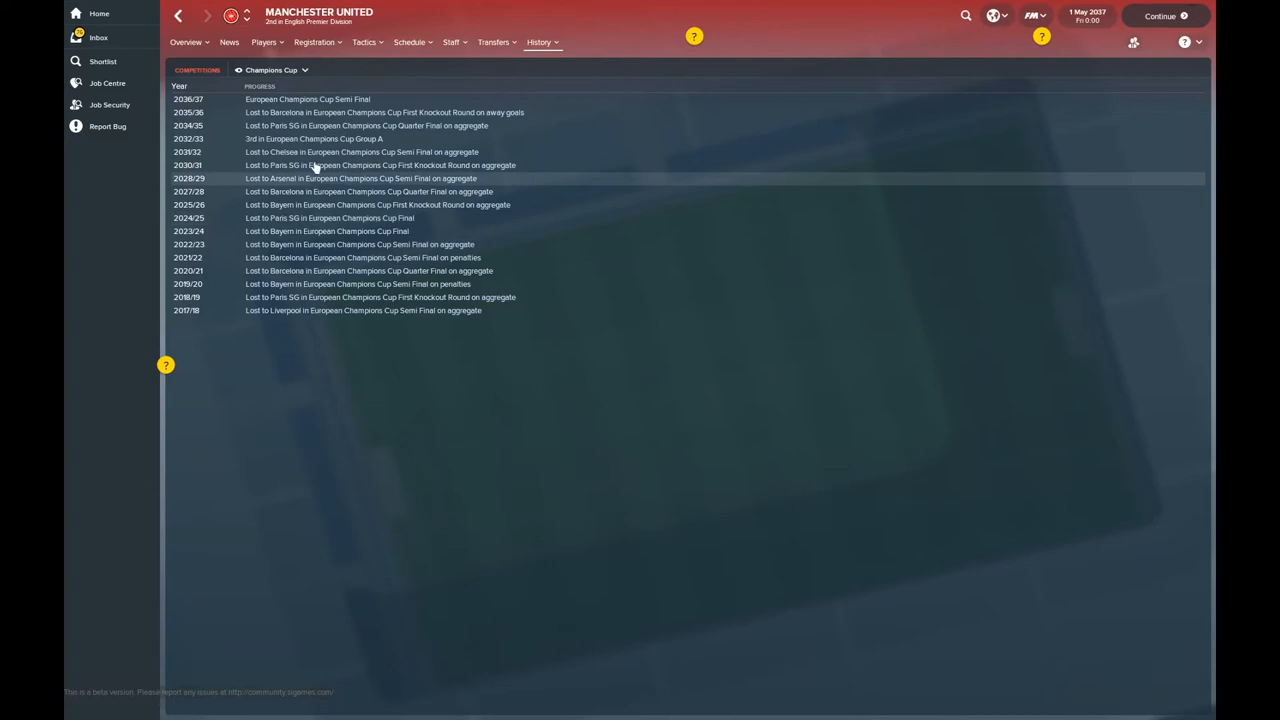 Home
Inbox
Shortlist
Job Centre
Job Security
Report Bug
MANCHESTER UNITED
2nd in English Premier Division
FM
1 May 2037
Fri 0:00
Continue
Overview
News
Players
Registration
Tactics
Schedule
Staff
Transfers
History
?
?
?
COMPETITIONS
Champions Cup
Year PROGRESS
2036/37 European Champions Cup Semi Final
2035/36 Lost to Barcelona in European Champions Cup First Knockout Round on away goals
2034/35 Lost to Paris SG in European Champions Cup Quarter Final on aggregate
2032/33 3rd in European Champions Cup Group A
2031/32 Lost to Chelsea in European Champions Cup Semi Final on aggregate
2030/31 Lost to Paris SG in European Champions Cup First Knockout Round on aggregate
2028/29 Lost to Arsenal in European Champions Cup Semi Final on aggregate
2027/28 Lost to Barcelona in European Champions Cup Quarter Final on aggregate
2025/26 Lost to Bayern in European Champions Cup First Knockout Round on aggregate
2024/25 Lost to Paris SG in European Champions Cup Final
2023/24 Lost to Bayern in European Champions Cup Final
2022/23 Lost to Bayern in European Champions Cup Semi Final on aggregate
2021/22 Lost to Barcelona in European Champions Cup Semi Final on penalties
2020/21 Lost to Barcelona in European Champions Cup Quarter Final on aggregate
2019/20 Lost to Bayern in European Champions Cup Semi Final on penalties
2018/19 Lost to Paris SG in European Champions Cup First Knockout Round on aggregate
2017/18 Lost to Liverpool in European Champions Cup Semi Final on aggregate
?
This is a beta version. Please report any issues at http://community.sigames.com/